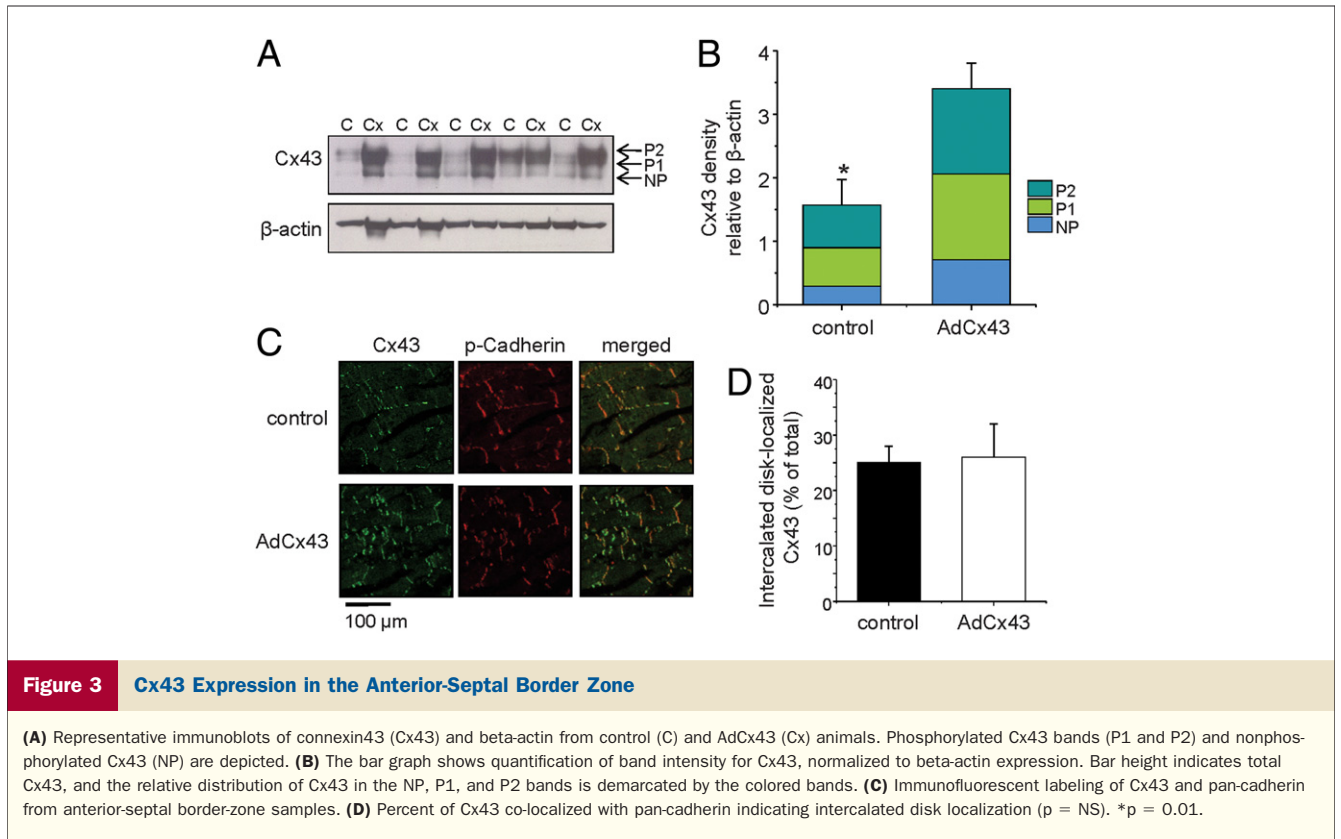 A
C Cx C Cx C Cx C Cx C Cx
Cx43
P2
P1
NP
β-actin
B
Cx43 density
relative to β-actin
4
3
2
1
0
control
AdCx43
*
P2
P1
NP
C
Cx43
p-Cadherin
merged
control
AdCx43
100 µm
D
Intercalated disk-localized
Cx43 (% of total)
40
30
20
10
0
control
AdCx43
Figure 3
Cx43 Expression in the Anterior-Septal Border Zone
(A) Representative immunoblots of connexin43 (Cx43) and beta-actin from control (C) and AdCx43 (Cx) animals. Phosphorylated Cx43 bands (P1 and P2) and nonphos-
phorylated Cx43 (NP) are depicted. (B) The bar graph shows quantification of band intensity for Cx43, normalized to beta-actin expression. Bar height indicates total
Cx43, and the relative distribution of Cx43 in the NP, P1, and P2 bands is demarcated by the colored bands. (C) Immunofluorescent labeling of Cx43 and pan-cadherin
from anterior-septal border-zone samples. (D) Percent of Cx43 co-localized with pan-cadherin indicating intercalated disk localization (p = NS). *p = 0.01.